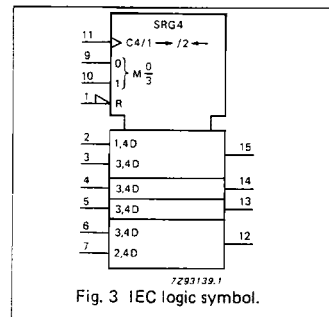 SRG4
11
C4/1 → /2 ←
9
0
M 0/3
10
1
1
R
2
1,4D
15
3
3,4D
4
3,4D
14
5
3,4D
13
6
3,4D
12
7
2,4D
7Z93139.1
Fig. 3 IEC logic symbol.